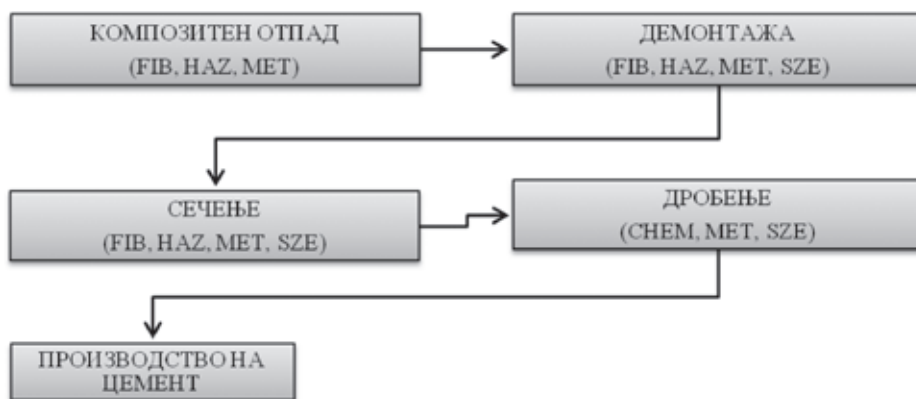 КОМПОЗИТЕН ОТПАД
(FIB, HAZ, MET)
ДЕМОНТАЖА
(FIB, HAZ, MET, SZE)
СЕЧЕЊЕ
(FIB, HAZ, MET, SZE)
ДРОБЕЊЕ
(CHEM, MET, SZE)
ПРОИЗВОДСТВО НА
ЦЕМЕНТ